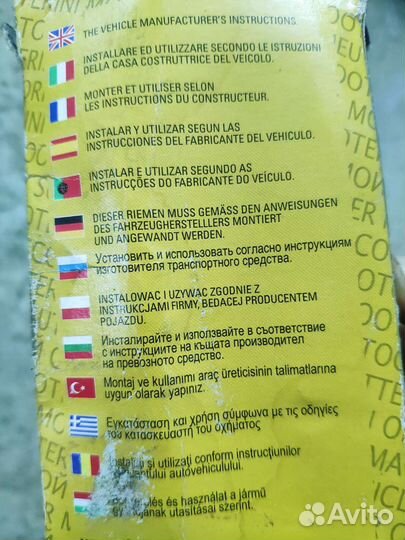 THE VEHICLE MANUFACTURER'S INSTRUCTIONS.
INSTALLARE ED UTILIZZARE SECONDO LE ISTRUZIONI
DELLA CASA COSTRUTTRICE DEL VEICOLO.
MONTER ET UTILISER SELON
LES INSTRUCTIONS DU CONSTRUCTEUR.
INSTALAR Y UTILIZAR SEGUN LAS
INSTRUCCIONES DEL FABRICANTE DEL VEHICULO.
INSTALAR E UTILIZAR SEGUNDO AS
INSTRUCÇÕES DO FABRICANTE DO VEÍCULO.
DIESER RIEMEN MUSS GEMÄSS DEN ANWEISUNGEN
DES FAHRZEUGHERSTELLERS MONTIERT
UND ANGEWANDT WERDEN.
Установить и использовать согласно инструкциям
изготовителя транспортного средства.
INSTALOWAC I UZYWAC ZGODNIE Z
INSTRUKCJAMI FIRMY, BEDACEJ PRODUCENTEM
POJAZDU.
Инсталирайте и използвайте в съответствие
с инструкциите на къщата производител
на превозното средство.
Montaj ve kullanımı araç üreticisinin talimatlarına
uygun olarak yapınız.
Εγκατάσταση και χρήση σύμφωνα με τις οδηγίες
του κατασκευαστή του οχήματος
și utilizați conform instrucțiunilor
autovehiculului.
és használat a jármű
utasításai szerint.
Avito